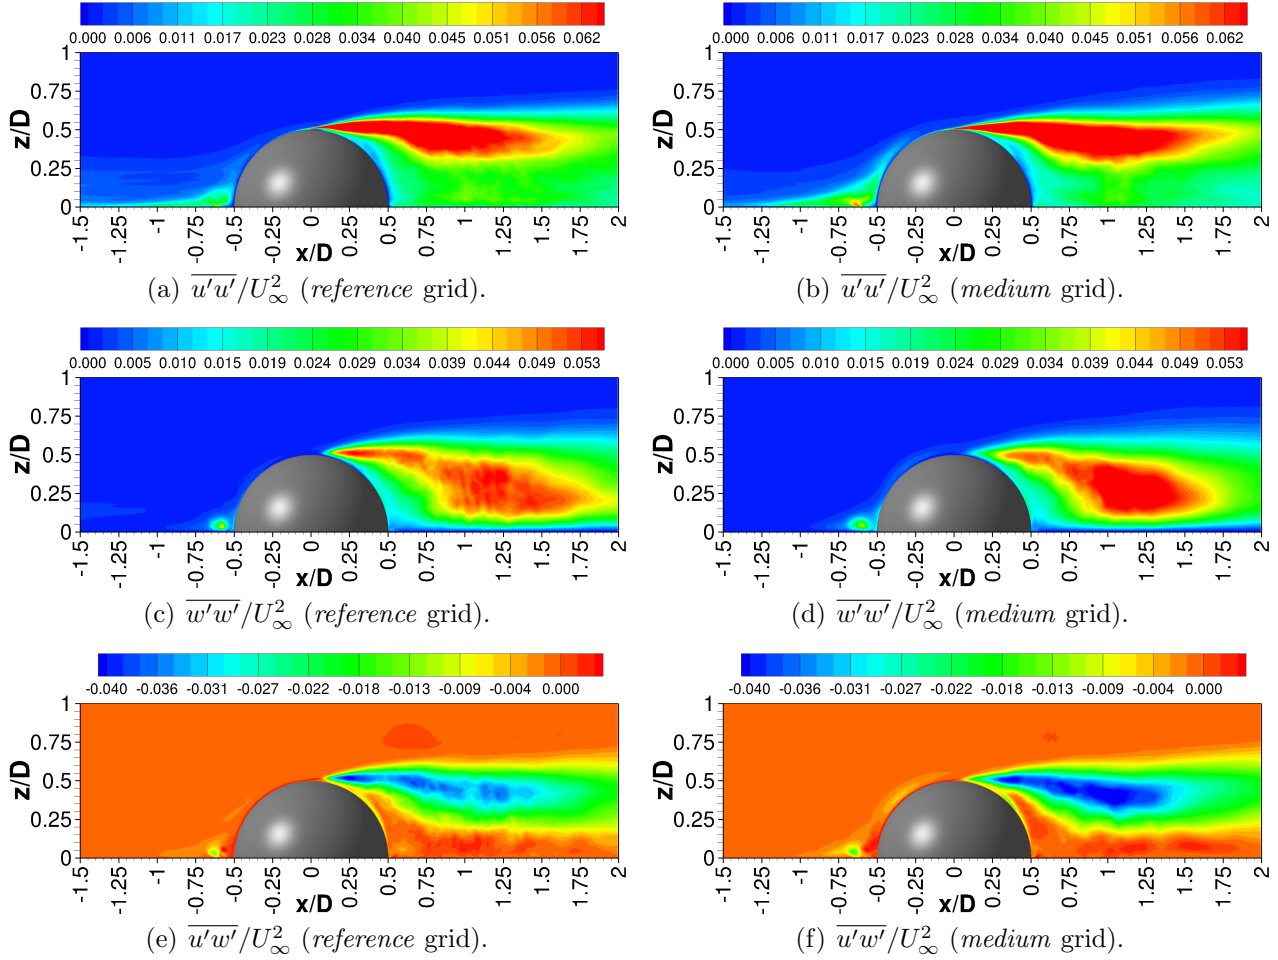 0.000 0.006 0.011 0.017 0.023 0.028 0.034 0.040 0.045 0.051 0.056 0.062
z/D
1
0.75
0.5
0.25
0
-1.5 -1.25 -1 -0.75 -0.5 -0.25 0 0.25 0.5 0.75 1 1.25 1.5 1.75 2
x/D
(a) u′u′/U²∞ (reference grid).
0.000 0.006 0.011 0.017 0.023 0.028 0.034 0.040 0.045 0.051 0.056 0.062
z/D
1
0.75
0.5
0.25
0
-1.5 -1.25 -1 -0.75 -0.5 -0.25 0 0.25 0.5 0.75 1 1.25 1.5 1.75 2
x/D
(b) u′u′/U²∞ (medium grid).
0.000 0.005 0.010 0.015 0.019 0.024 0.029 0.034 0.039 0.044 0.049 0.053
z/D
1
0.75
0.5
0.25
0
-1.5 -1.25 -1 -0.75 -0.5 -0.25 0 0.25 0.5 0.75 1 1.25 1.5 1.75 2
x/D
(c) w′w′/U²∞ (reference grid).
0.000 0.005 0.010 0.015 0.019 0.024 0.029 0.034 0.039 0.044 0.049 0.053
z/D
1
0.75
0.5
0.25
0
-1.5 -1.25 -1 -0.75 -0.5 -0.25 0 0.25 0.5 0.75 1 1.25 1.5 1.75 2
x/D
(d) w′w′/U²∞ (medium grid).
-0.040 -0.036 -0.031 -0.027 -0.022 -0.018 -0.013 -0.009 -0.004 0.000
z/D
1
0.75
0.5
0.25
0
-1.5 -1.25 -1 -0.75 -0.5 -0.25 0 0.25 0.5 0.75 1 1.25 1.5 1.75 2
x/D
(e) u′w′/U²∞ (reference grid).
-0.040 -0.036 -0.031 -0.027 -0.022 -0.018 -0.013 -0.009 -0.004 0.000
z/D
1
0.75
0.5
0.25
0
-1.5 -1.25 -1 -0.75 -0.5 -0.25 0 0.25 0.5 0.75 1 1.25 1.5 1.75 2
x/D
(f) u′w′/U²∞ (medium grid).